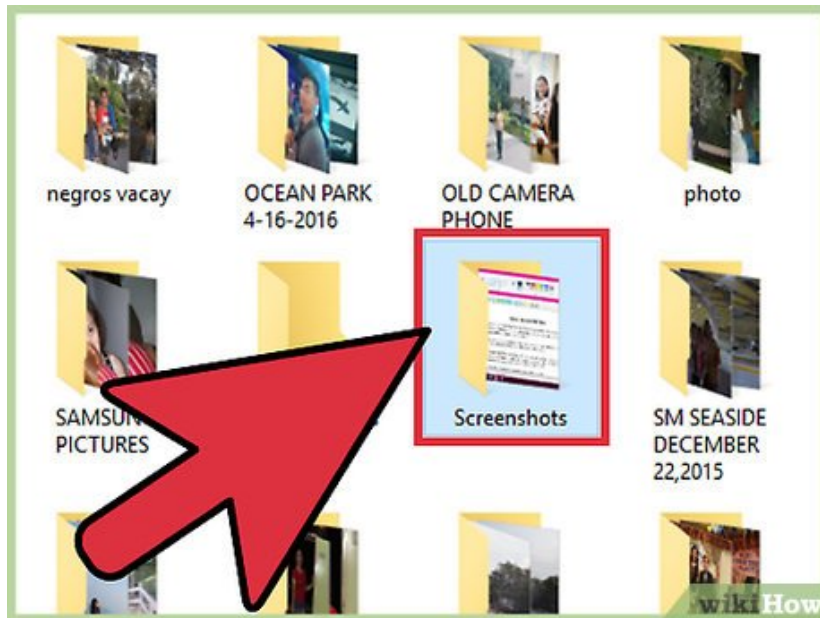 negros vacay
OCEAN PARK
4-16-2016
OLD CAMERA
PHONE
photo
SAMSUN
PICTURES
Screenshots
SM SEASIDE
DECEMBER
22,2015
wikiHow